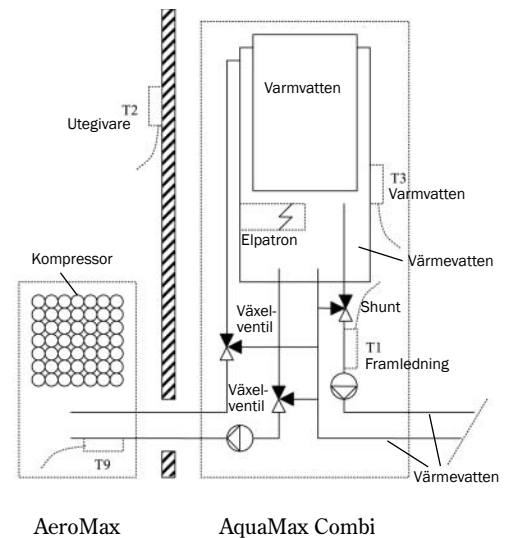 Varmvatten
T2
Utegivare
T3
Varmvatten
Elpatron
Kompressor
Värmevatten
Växel-
ventil
Shunt
T1
Framledning
Växel-
ventil
T9
Värmevatten
AeroMax
AquaMax Combi